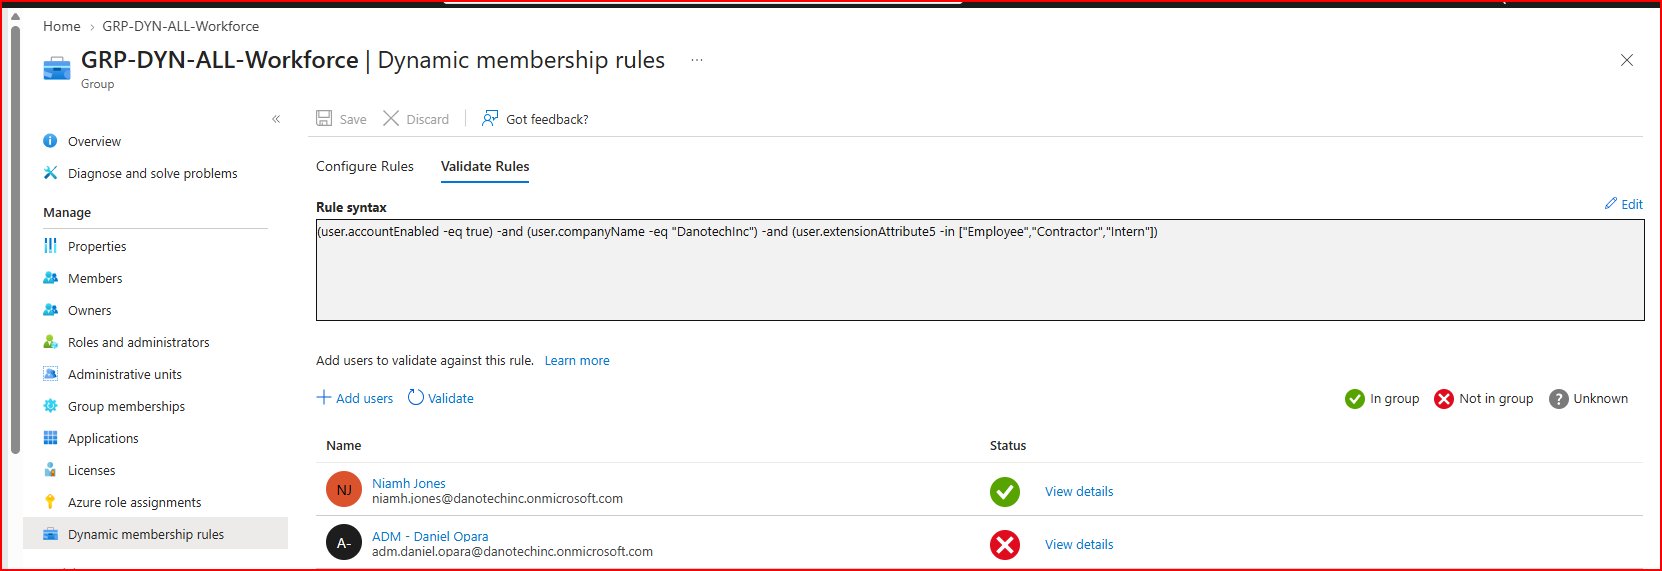 Home > GRP-DYN-ALL-Workforce
GRP-DYN-ALL-Workforce | Dynamic membership rules ...
Group
«
Overview
Diagnose and solve problems
Manage
Properties
Members
Owners
Roles and administrators
Administrative units
Group memberships
Applications
Licenses
Azure role assignments
Dynamic membership rules
Save Discard Got feedback?
Configure Rules Validate Rules
Rule syntax Edit
(user.accountEnabled -eq true) -and (user.companyName -eq "DanotechInc") -and (user.extensionAttribute5 -in ["Employee","Contractor","Intern"])
Add users to validate against this rule. Learn more
Add users Validate In group Not in group Unknown
Name Status
NJ Niamh Jones View details
niamh.jones@danotechinc.onmicrosoft.com
A- ADM - Daniel Opara View details
adm.daniel.opara@danotechinc.onmicrosoft.com